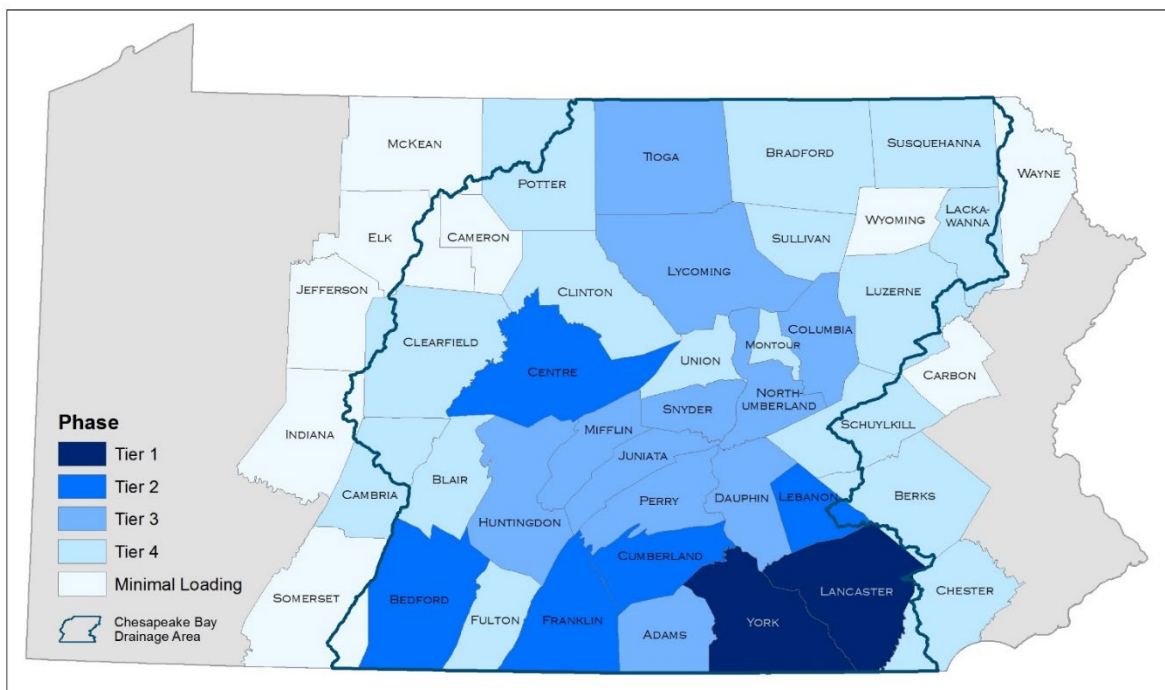 McKEAN
POTTER
TIOGA
BRADFORD
SUSQUEHANNA
WAYNE
ELK
CAMERON
SULLIVAN
WYOMING
LACKA-
WANNA
JEFFERSON
CLINTON
LYCOMING
LUZERNE
CLEARFIELD
CENTRE
UNION
MONTOUR
COLUMBIA
CARBON
INDIANA
SNYDER
NORTH-
UMBERLAND
SCHUYLKILL
MIFFLIN
JUNIATA
CAMBRIA
BLAIR
HUNTINGDON
PERRY
DAUPHIN
LEBANON
BERKS
SOMERSET
BEDFORD
FULTON
FRANKLIN
CUMBERLAND
ADAMS
YORK
LANCASTER
CHESTER
Phase
Tier 1
Tier 2
Tier 3
Tier 4
Minimal Loading
Chesapeake Bay
Drainage Area